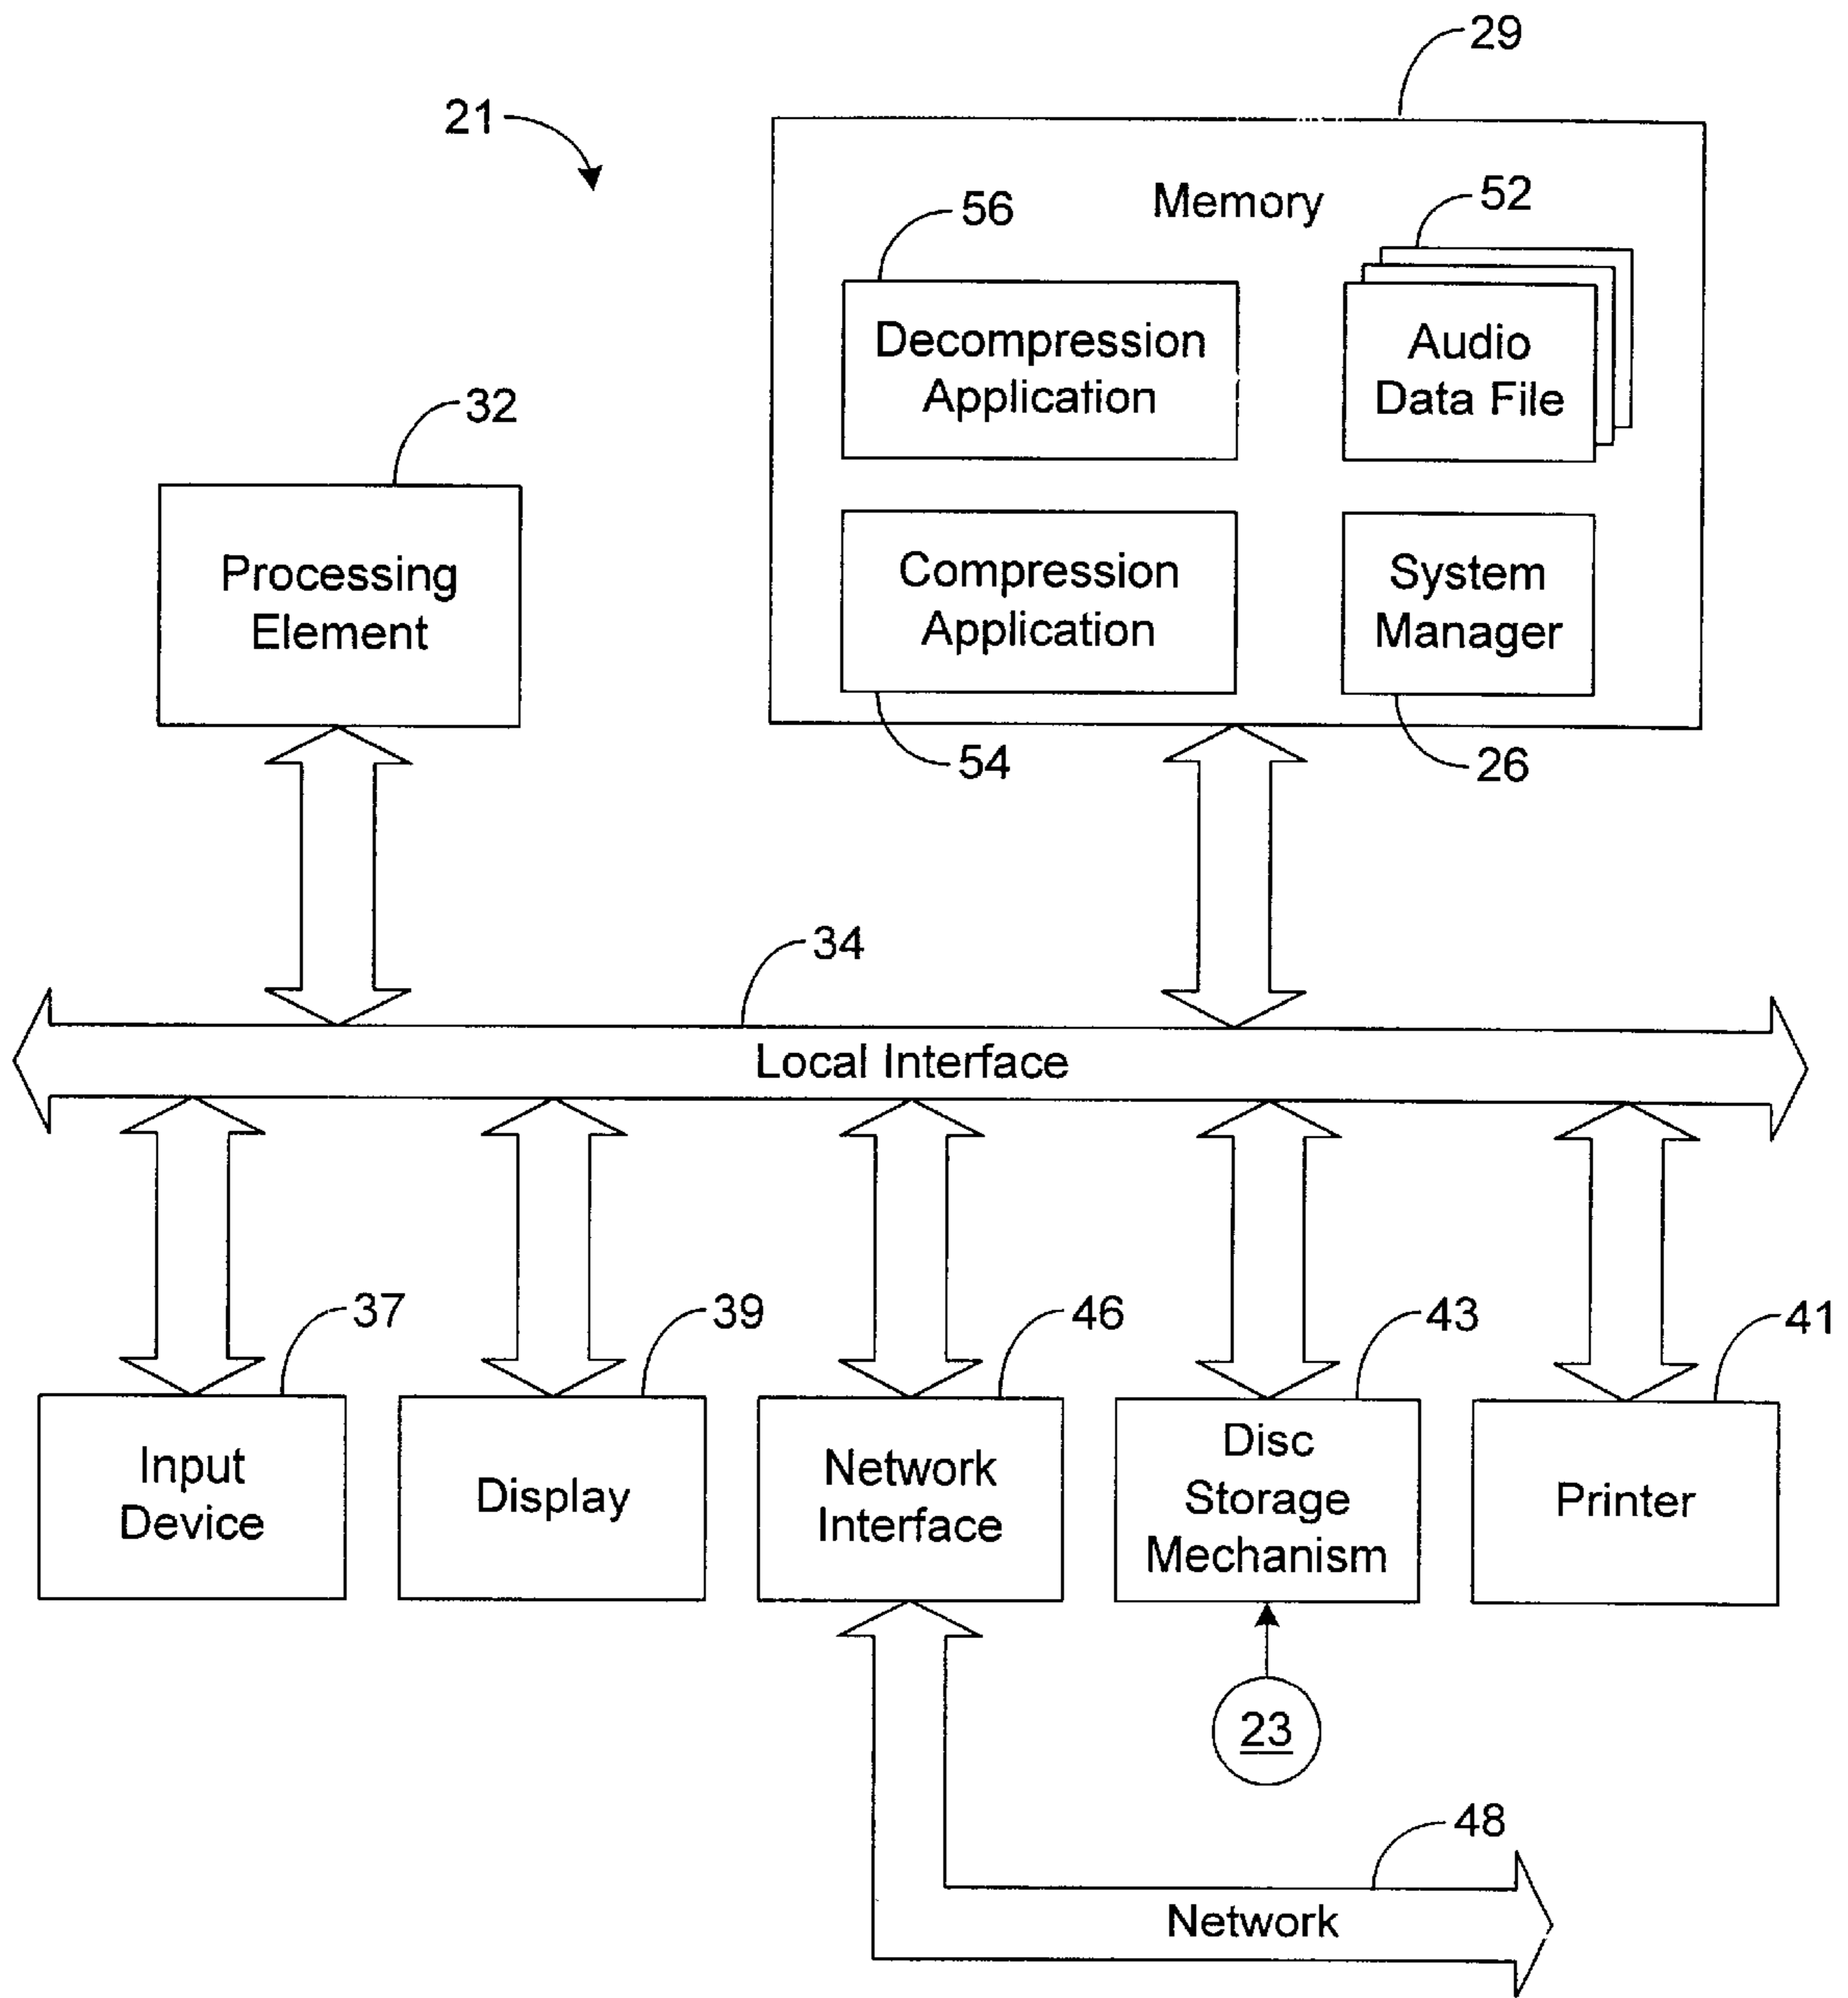 29
21
Memory
56
52
Decompression
Application
Audio
Data File
32
Processing
Element
Compression
Application
System
Manager
54
26
34
Local Interface
37
39
46
43
41
Input
Device
Display
Network
Interface
Disc
Storage
Mechanism
Printer
23
48
Network